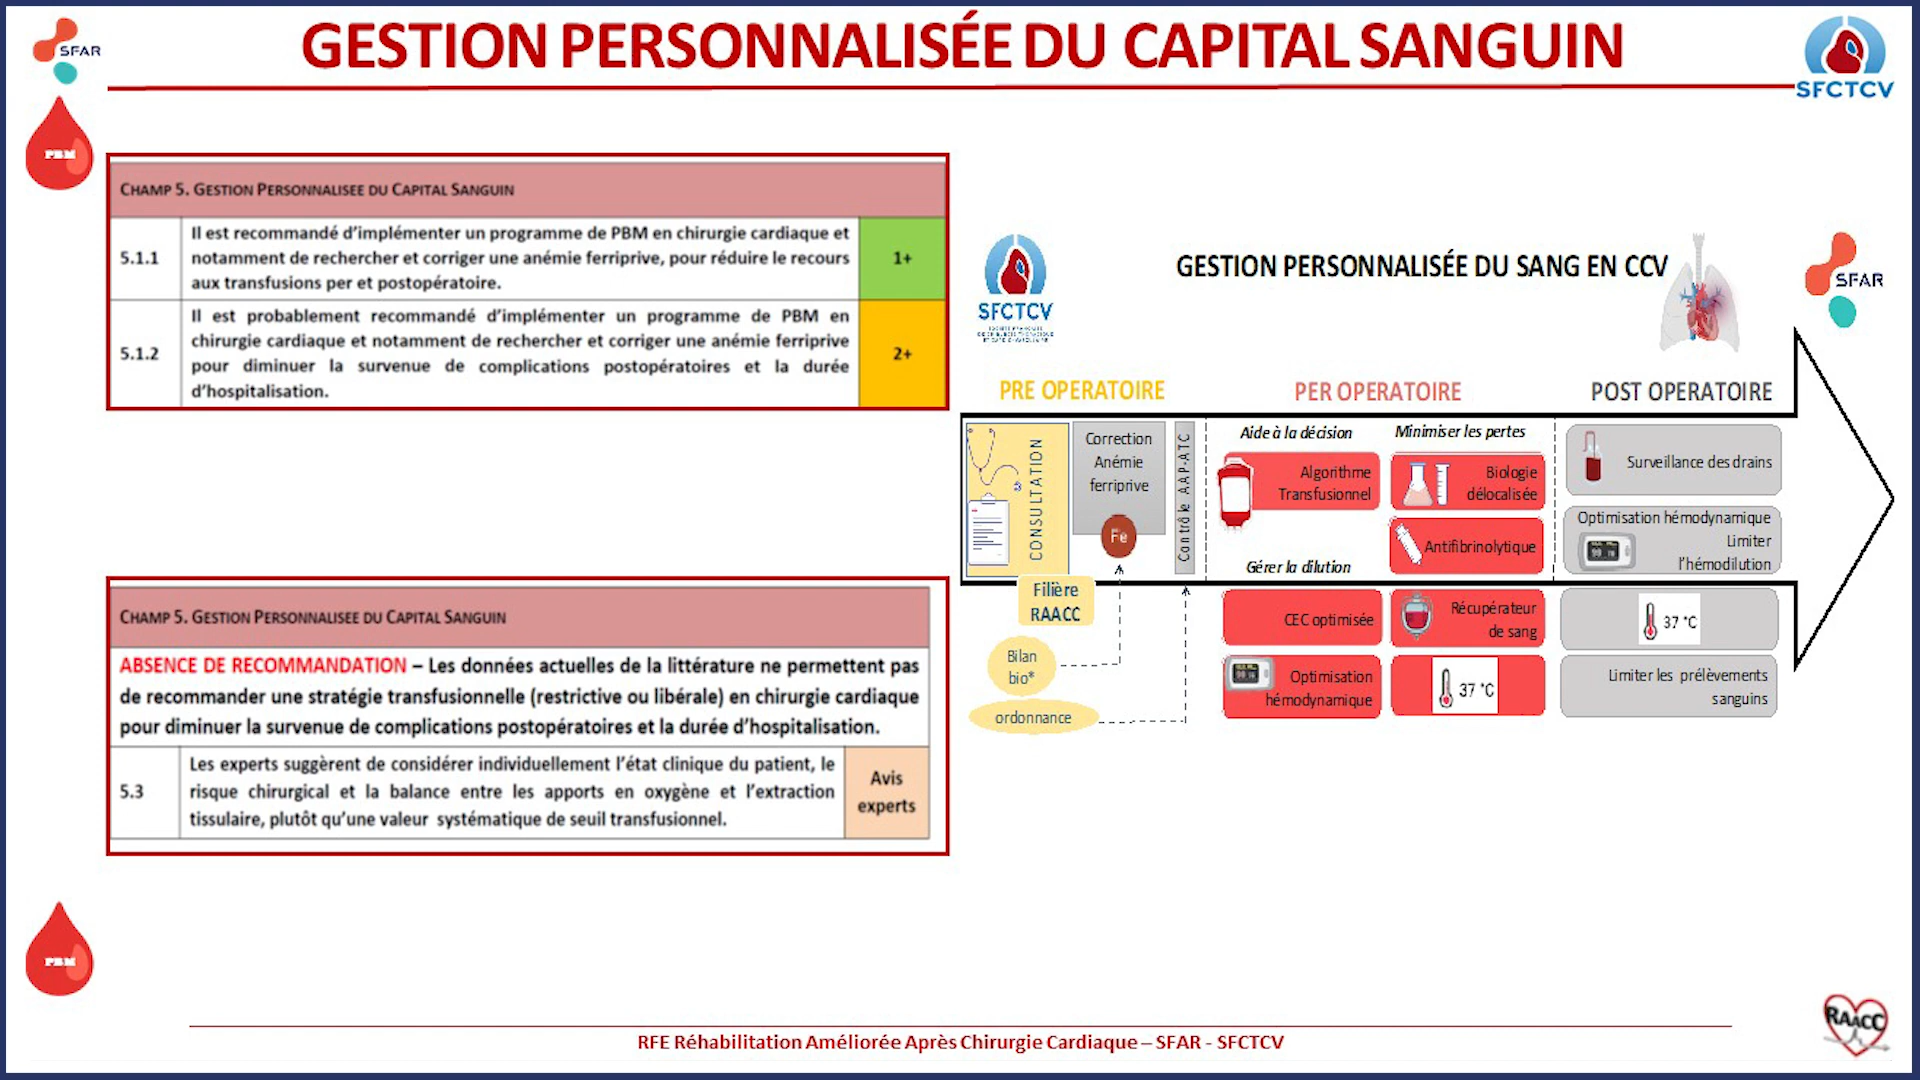 GESTION PERSONNALISÉE DU CAPITAL SANGUIN
SFAR
SFCTCV
PBM
CHAMP 5. GESTION PERSONNALISEE DU CAPITAL SANGUIN
5.1.1
Il est recommandé d'implémenter un programme de PBM en chirurgie cardiaque et
notamment de rechercher et corriger une anémie ferriprive, pour réduire le recours
aux transfusions per et postopératoire.
1+
5.1.2
Il est probablement recommandé d'implémenter un programme de PBM en
chirurgie cardiaque et notamment de rechercher et corriger une anémie ferriprive
pour diminuer la survenue de complications postopératoires et la durée
d'hospitalisation.
2+
CHAMP 5. GESTION PERSONNALISEE DU CAPITAL SANGUIN
ABSENCE DE RECOMMANDATION – Les données actuelles de la littérature ne permettent pas
de recommander une stratégie transfusionnelle (restrictive ou libérale) en chirurgie cardiaque
pour diminuer la survenue de complications postopératoires et la durée d'hospitalisation.
5.3
Les experts suggèrent de considérer individuellement l'état clinique du patient, le
risque chirurgical et la balance entre les apports en oxygène et l'extraction
tissulaire, plutôt qu'une valeur systématique de seuil transfusionnel.
Avis
experts
SFCTCV
GESTION PERSONNALISÉE DU SANG EN CCV
SFAR
PRE OPERATOIRE
PER OPERATOIRE
POST OPERATOIRE
CONSULTATION
Correction
Anémie
ferriprive
Fe
Contrôle AAP-ATC
Filière
RAACC
Bilan
bio*
ordonnance
Aide à la décision
Algorithme
Transfusionnel
Gérer la dilution
CEC optimisée
Optimisation
hémodynamique
Minimiser les pertes
Biologie
délocalisée
Antifibrinolytique
Récupérateur
de sang
37 °C
Surveillance des drains
Optimisation hémodynamique
Limiter
l'hémodilution
37 °C
Limiter les prélèvements
sanguins
PBM
RFE Réhabilitation Améliorée Après Chirurgie Cardiaque – SFAR - SFCTCV
RAACC